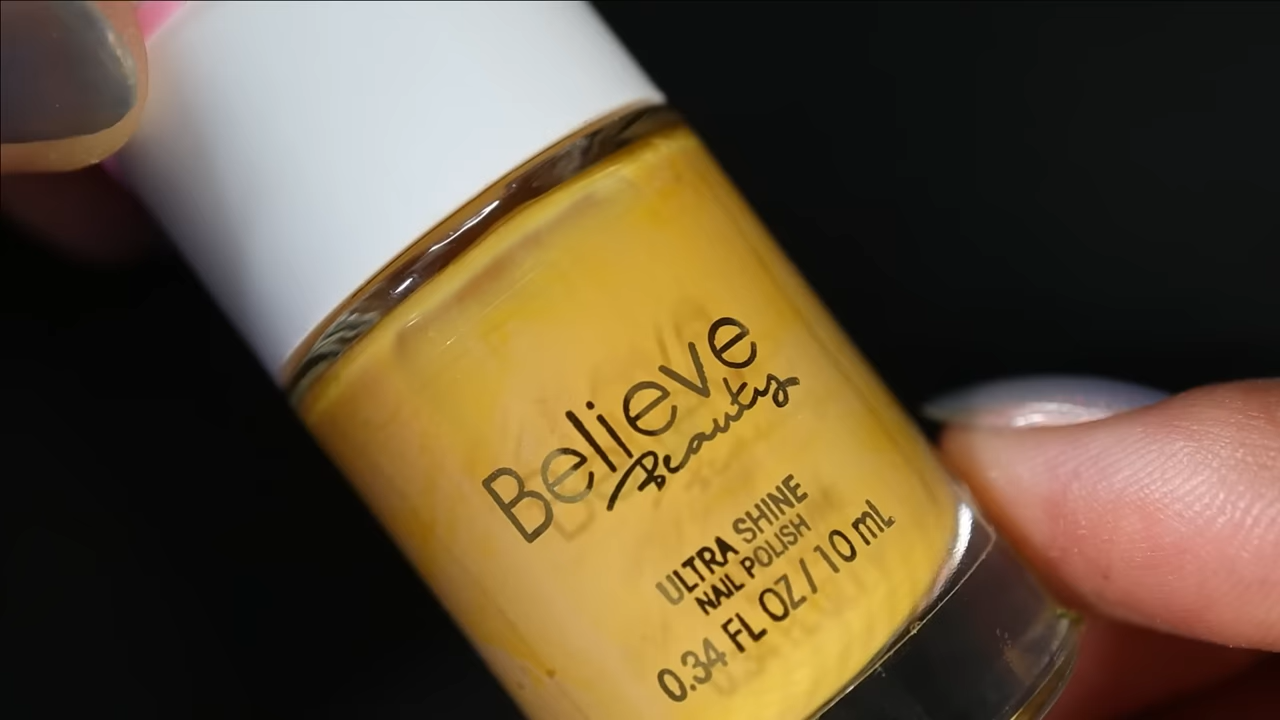 Believe
Beauty
ULTRA SHINE
NAIL POLISH
0.34 FL OZ / 10 mL